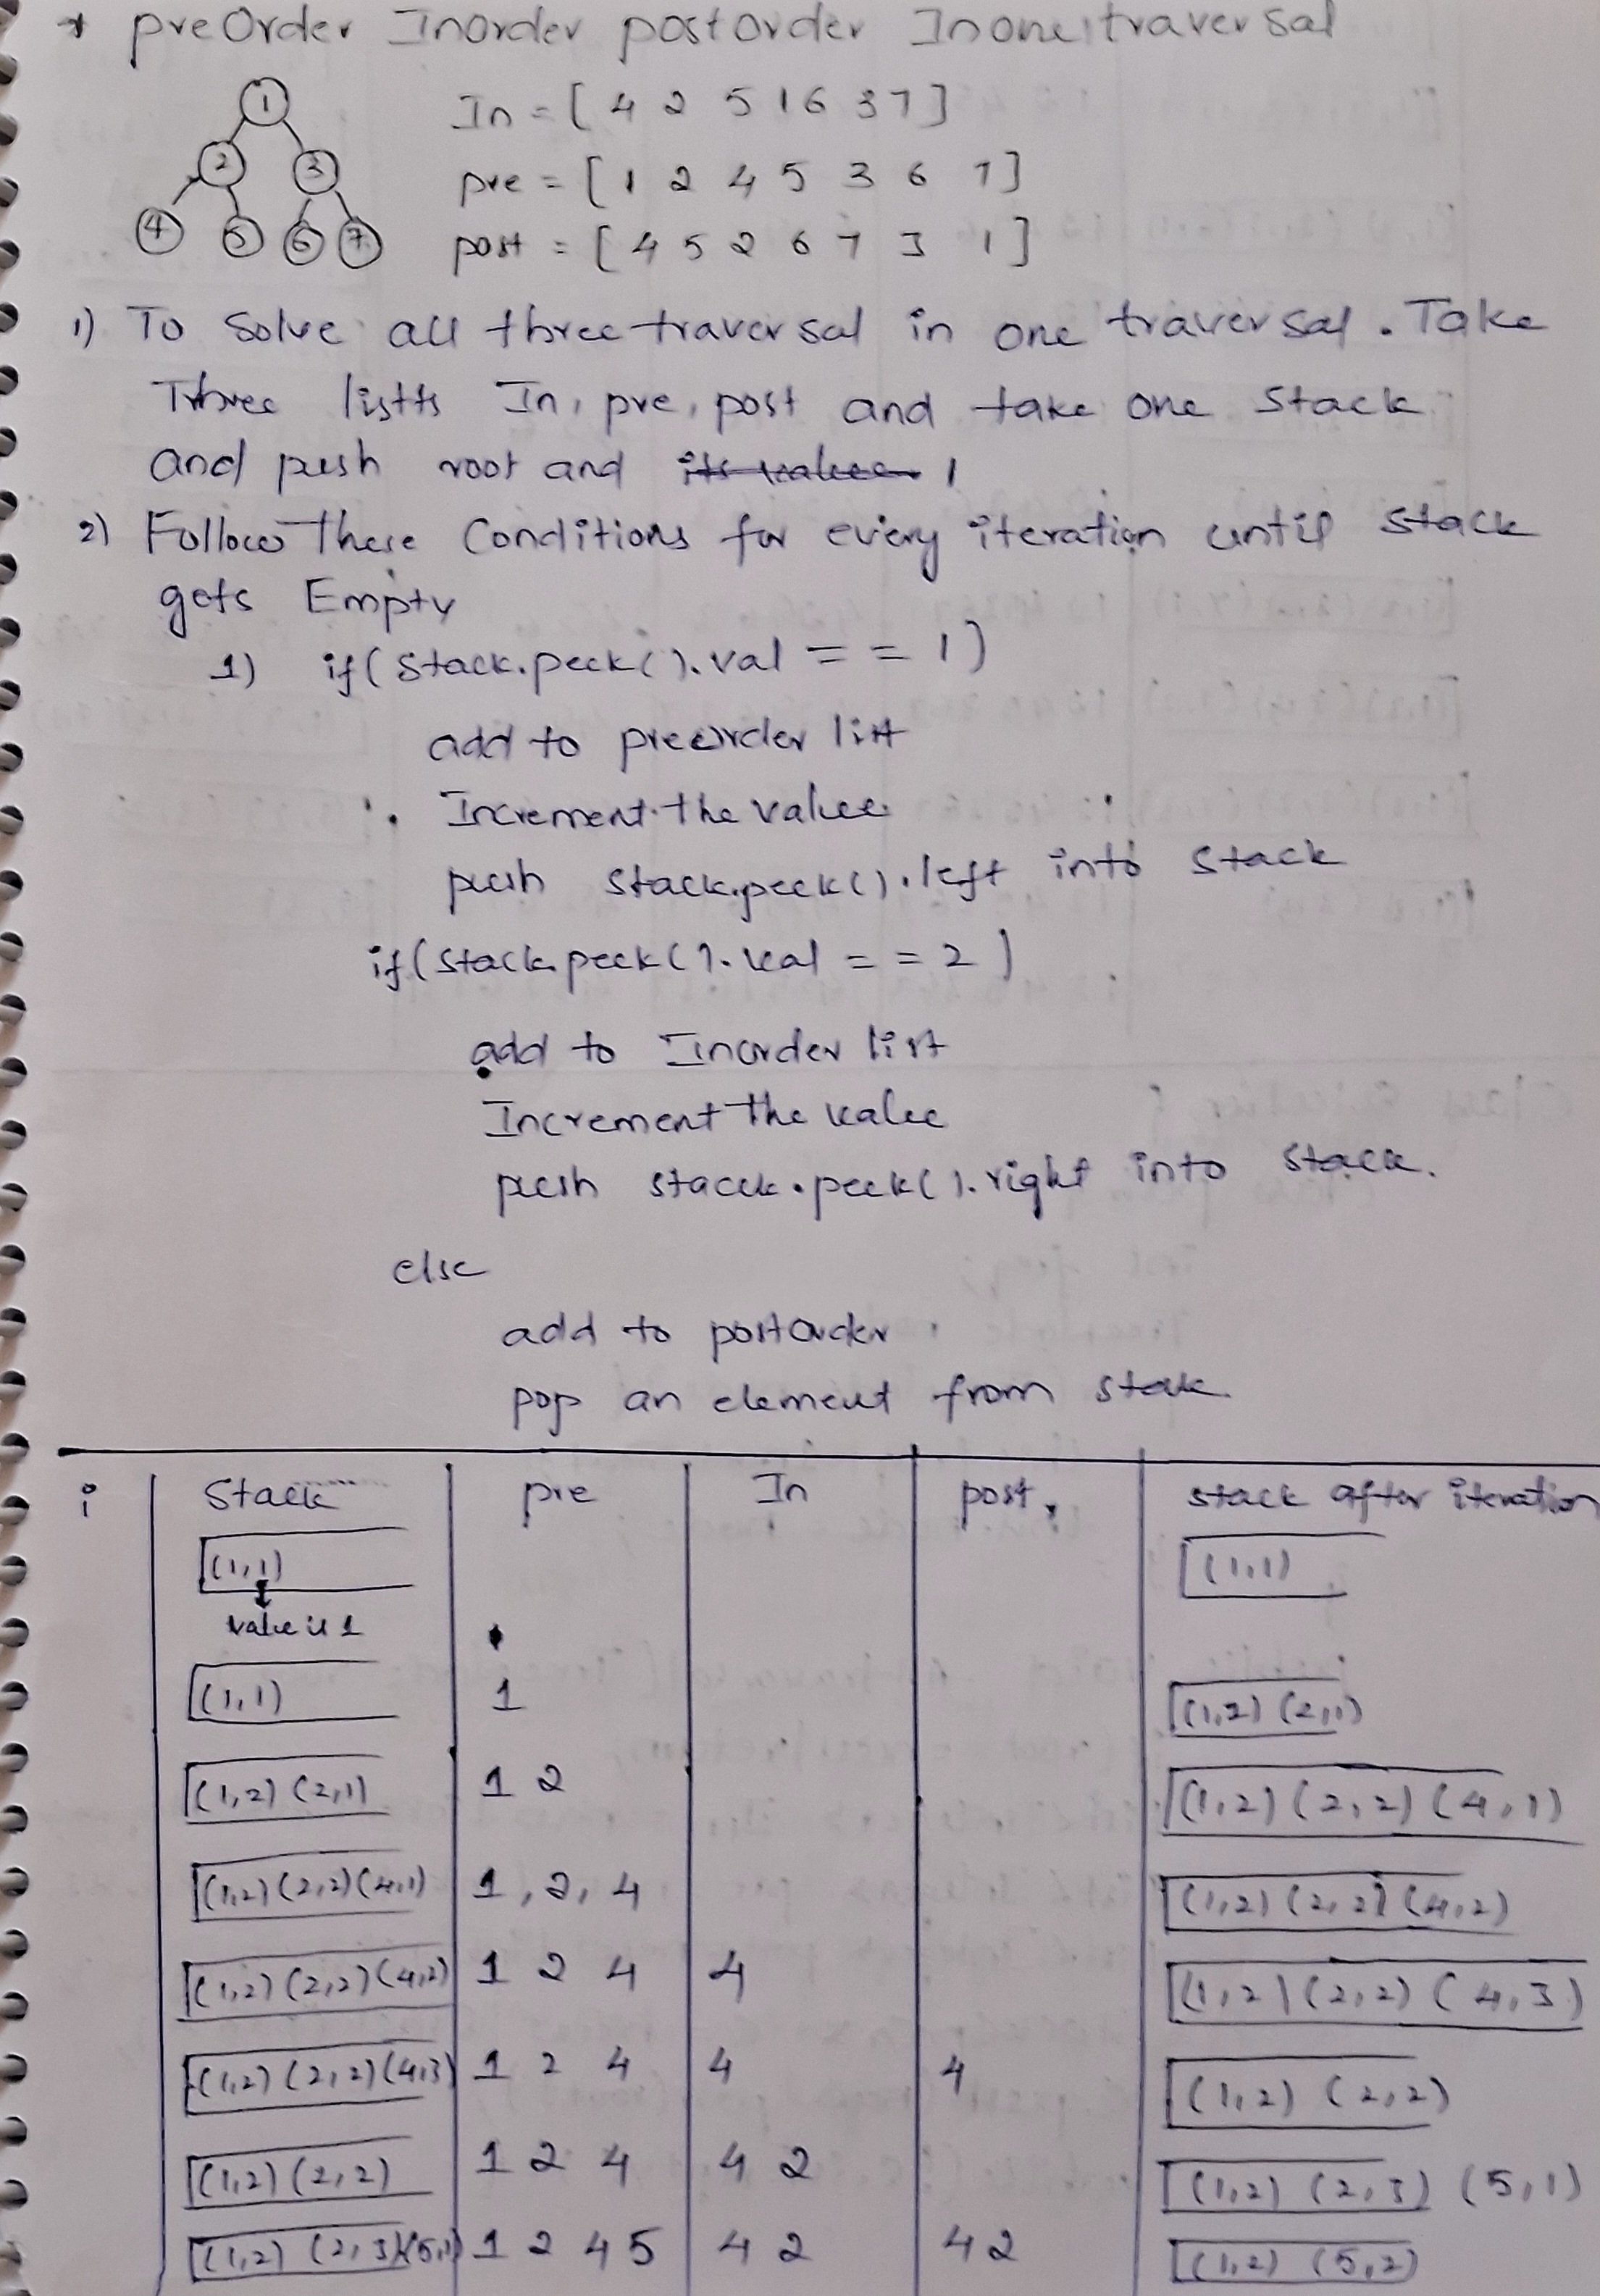 * preOrder Inorder postOrder In one traversal
1
2 3
4 5 6 7
In = [ 4 2 5 1 6 3 7 ]
pre = [ 1 2 4 5 3 6 7 ]
post = [ 4 5 2 6 7 3 1 ]
1) To solve all three traversal in one traversal. Take
Three lists In, pre, post and take one Stack
and push root and its value 1
2) Follow These Conditions for every iteration until stack
gets Empty
1) if( stack.peek().val == 1)
add to preorder list
Increment the value
push stack.peek().left into stack
if(stack.peek().val == 2)
add to Inorder list
Increment The value
push stack.peek().right into stack.
else
add to postOrder
pop an element from stack.
i Stack pre In post, stack after iteration
(1,1) (1,1)
value is 1
(1,1) 1 (1,2) (2,1)
(1,2) (2,1) 1 2 (1,2) (2,2) (4,1)
(1,2) (2,2) (4,1) 1, 2, 4 (1,2) (2,2) (4,2)
(1,2) (2,2) (4,2) 1 2 4 4 (1,2) (2,2) (4,3)
(1,2) (2,2) (4,3) 1 2 4 4 4 (1,2) (2,2)
(1,2) (2,2) 1 2 4 4 2 (1,2) (2,3) (5,1)
(1,2) (2,3) (5,1) 1 2 4 5 4 2 4 2 (1,2) (5,2)